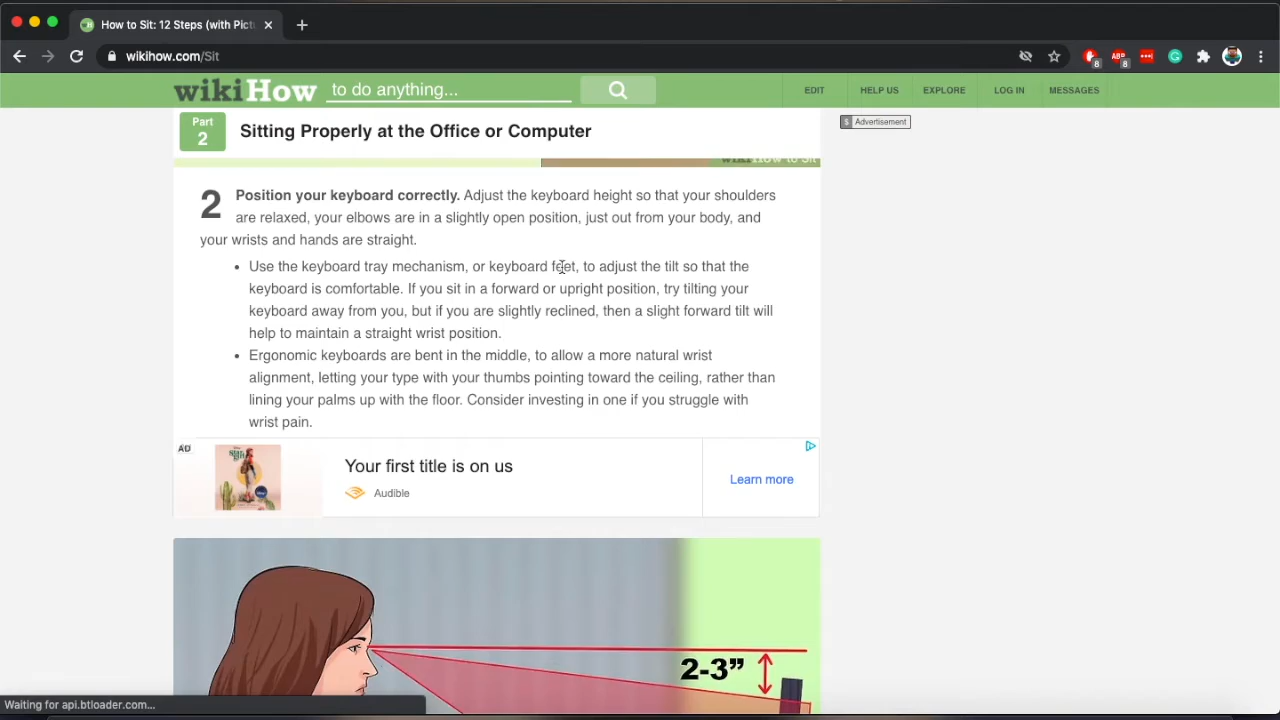 How to Sit: 12 Steps (with Pict
wikihow.com/Sit
8
8
wikiHow to do anything...
EDIT
HELP US
EXPLORE
LOG IN
MESSAGES
Part
2
Sitting Properly at the Office or Computer
$ Advertisement
wikiHow to Sit
2 Position your keyboard correctly. Adjust the keyboard height so that your shoulders
are relaxed, your elbows are in a slightly open position, just out from your body, and
your wrists and hands are straight.
• Use the keyboard tray mechanism, or keyboard feet, to adjust the tilt so that the
keyboard is comfortable. If you sit in a forward or upright position, try tilting your
keyboard away from you, but if you are slightly reclined, then a slight forward tilt will
help to maintain a straight wrist position.
• Ergonomic keyboards are bent in the middle, to allow a more natural wrist
alignment, letting your type with your thumbs pointing toward the ceiling, rather than
lining your palms up with the floor. Consider investing in one if you struggle with
wrist pain.
AD
Your first title is on us
Audible
Learn more
2-3”
Waiting for api.btloader.com...